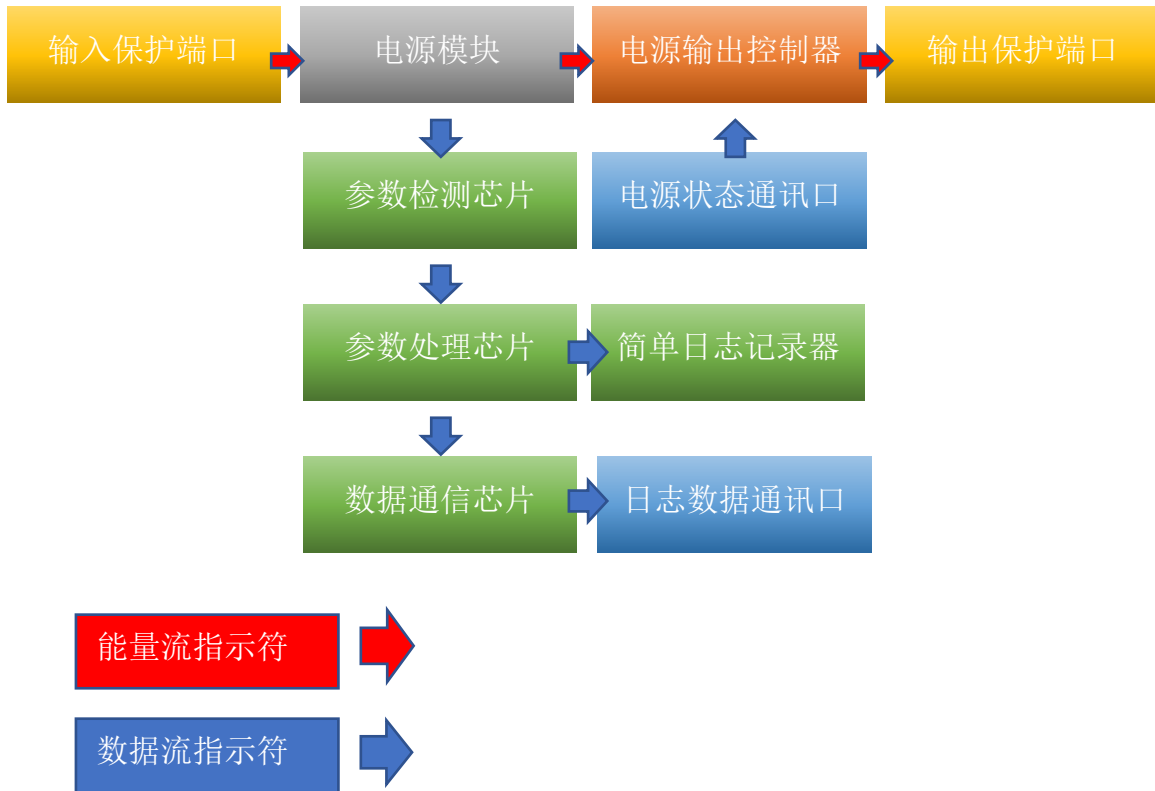 输入保护端口
电源模块
电源输出控制器
输出保护端口
参数检测芯片
电源状态通讯口
参数处理芯片
简单日志记录器
数据通信芯片
日志数据通讯口
能量流指示符
数据流指示符